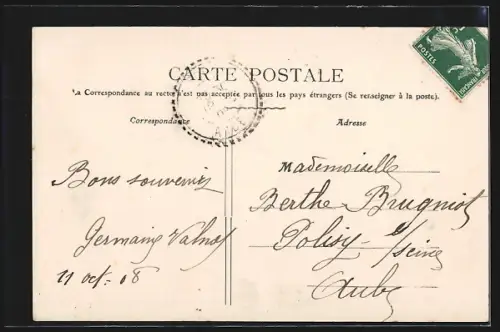 CARTE POSTALE
La Correspondance au recto n'est pas acceptée par tous les pays étrangers (Se renseigner à la poste).
Correspondance
Adresse
POSTES
Bons souvenirs
Germaine
11 oct. 08
Mademoiselle
Berthe Brugniot
Polisy s/Seine
Aube